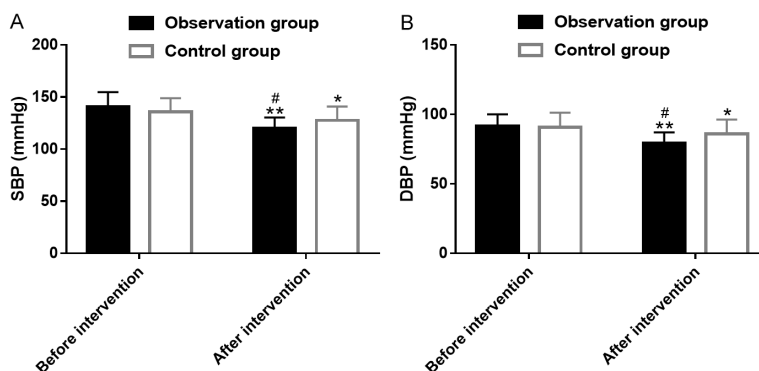 A
Observation group
Control group
SBP (mmHg)
200
150
100
50
0
#
**
*
Before intervention
After intervention
B
Observation group
Control group
DBP (mmHg)
150
100
50
0
#
**
*
Before intervention
After intervention